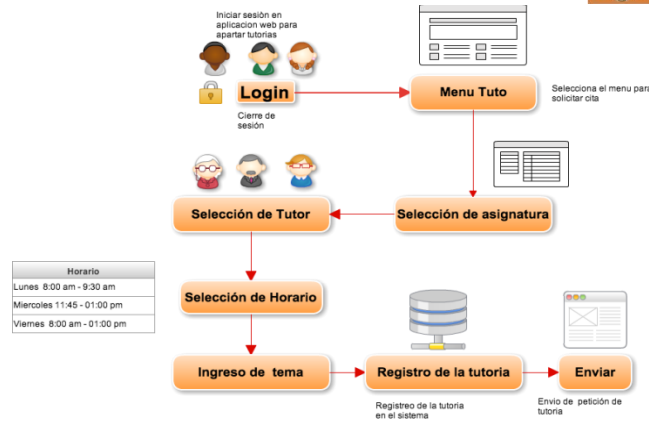 Iniciar sesión en
aplicacion web para
apartar tutorias
Login
Cierre de
sesión
Menu Tuto
Selecciona el menu para
solicitar cita
Selección de Tutor
Selección de asignatura
Horario
Lunes 8:00 am - 9:30 am
Miercoles 11:45 - 01:00 pm
Viernes 8:00 am - 01:00 pm
Selección de Horario
Ingreso de tema
Registro de la tutoria
Enviar
Registreo de la tutoria
en el sistema
Envio de petición de
tutoria